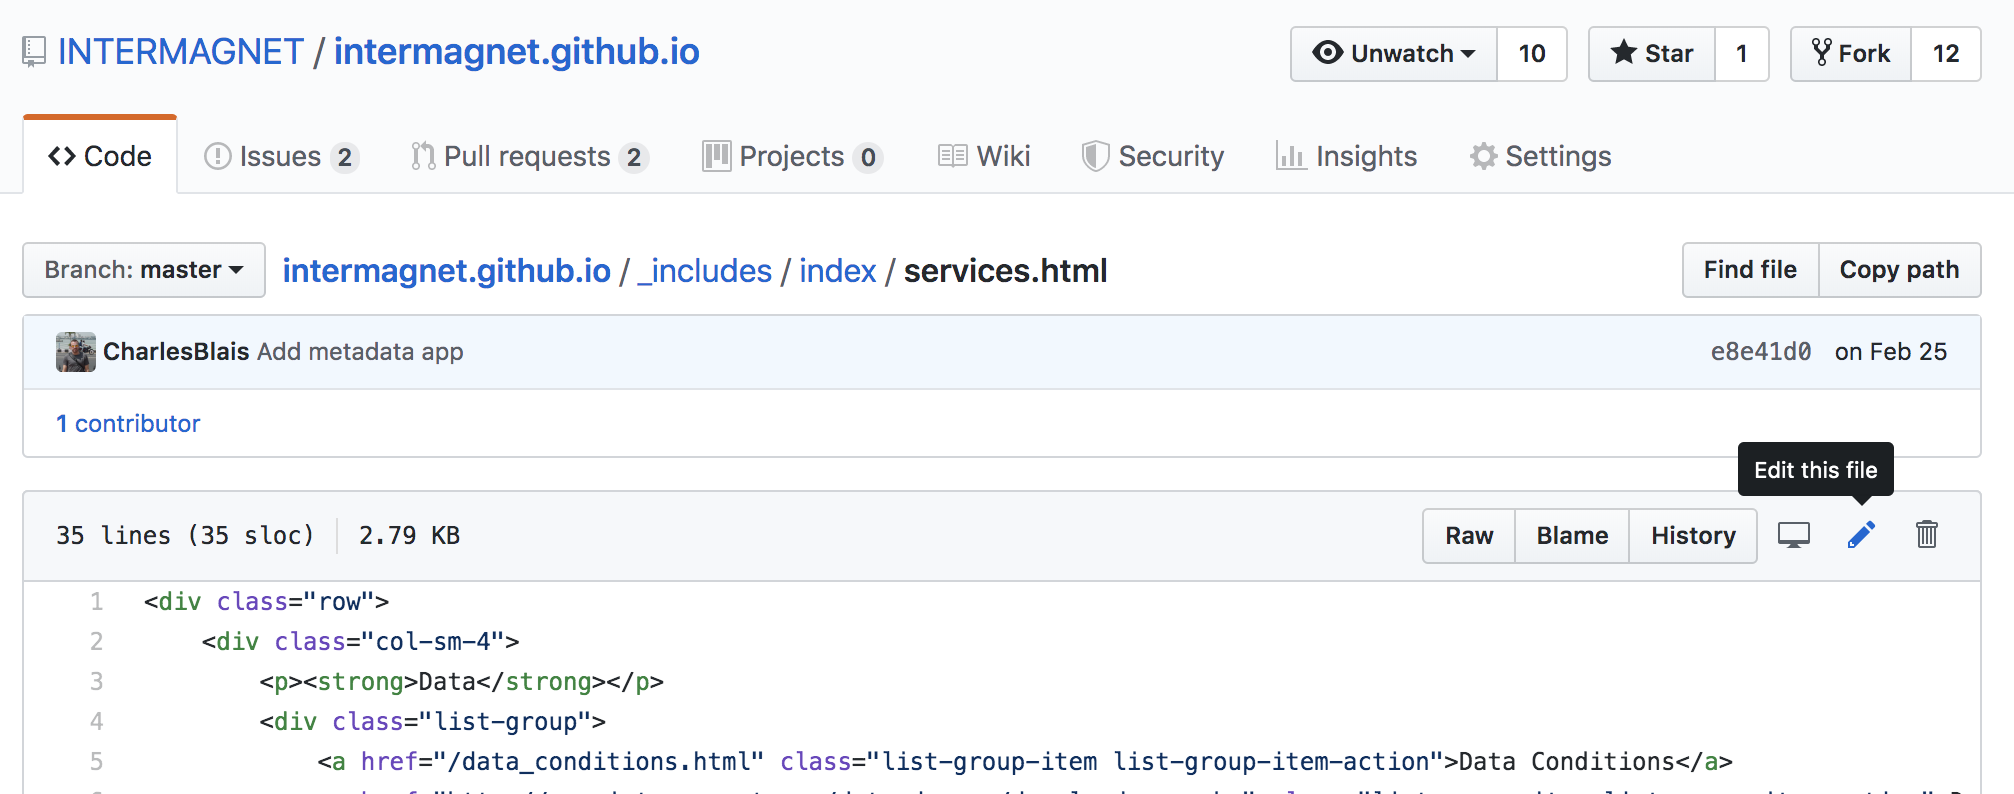 INTERMAGNET / intermagnet.github.io
Unwatch 10 Star 1 Fork 12
<> Code Issues 2 Pull requests 2 Projects 0 Wiki Security Insights Settings
Branch: master intermagnet.github.io / _includes / index / services.html Find file Copy path
CharlesBlais Add metadata app e8e41d0 on Feb 25
1 contributor
Edit this file
35 lines (35 sloc) 2.79 KB Raw Blame History
1 <div class="row">
2 <div class="col-sm-4">
3 <p><strong>Data</strong></p>
4 <div class="list-group">
5 <a href="/data_conditions.html" class="list-group-item list-group-item-action">Data Conditions</a>